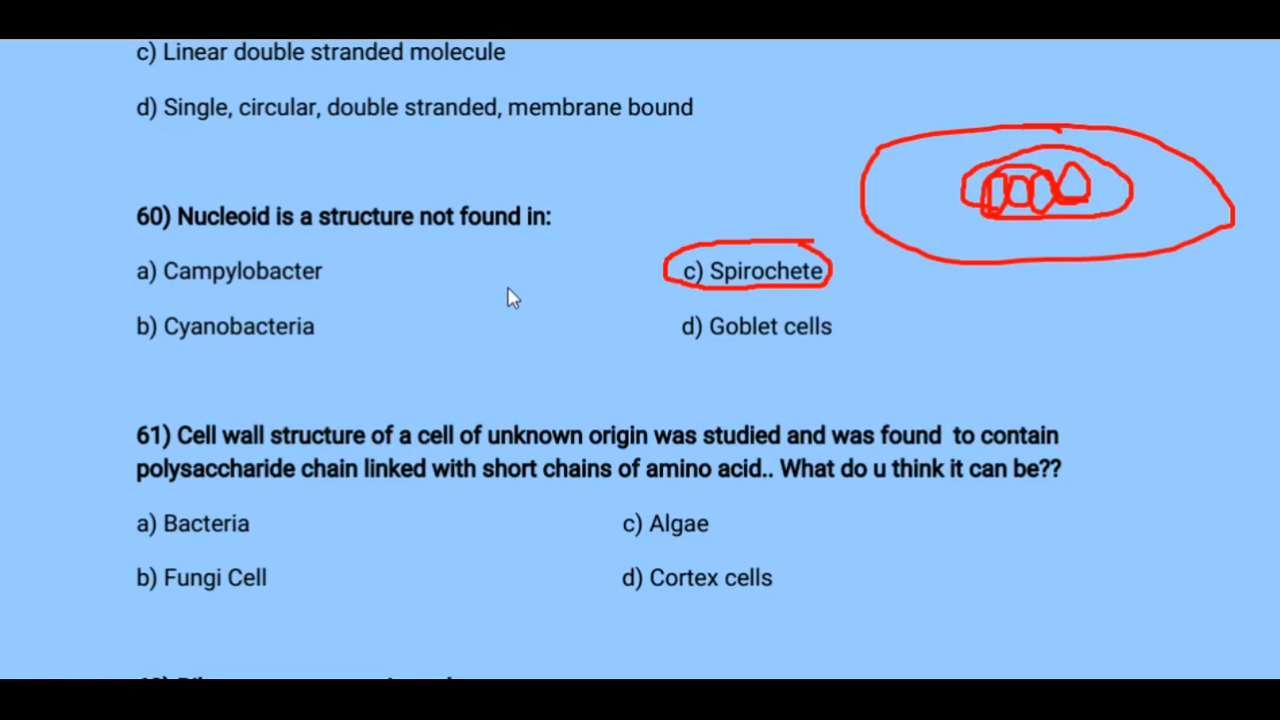 c) Linear double stranded molecule
d) Single, circular, double stranded, membrane bound
60) Nucleoid is a structure not found in:
a) Campylobacter
c) Spirochete
b) Cyanobacteria
d) Goblet cells
61) Cell wall structure of a cell of unknown origin was studied and was found to contain
polysaccharide chain linked with short chains of amino acid.. What do u think it can be??
a) Bacteria
c) Algae
b) Fungi Cell
d) Cortex cells